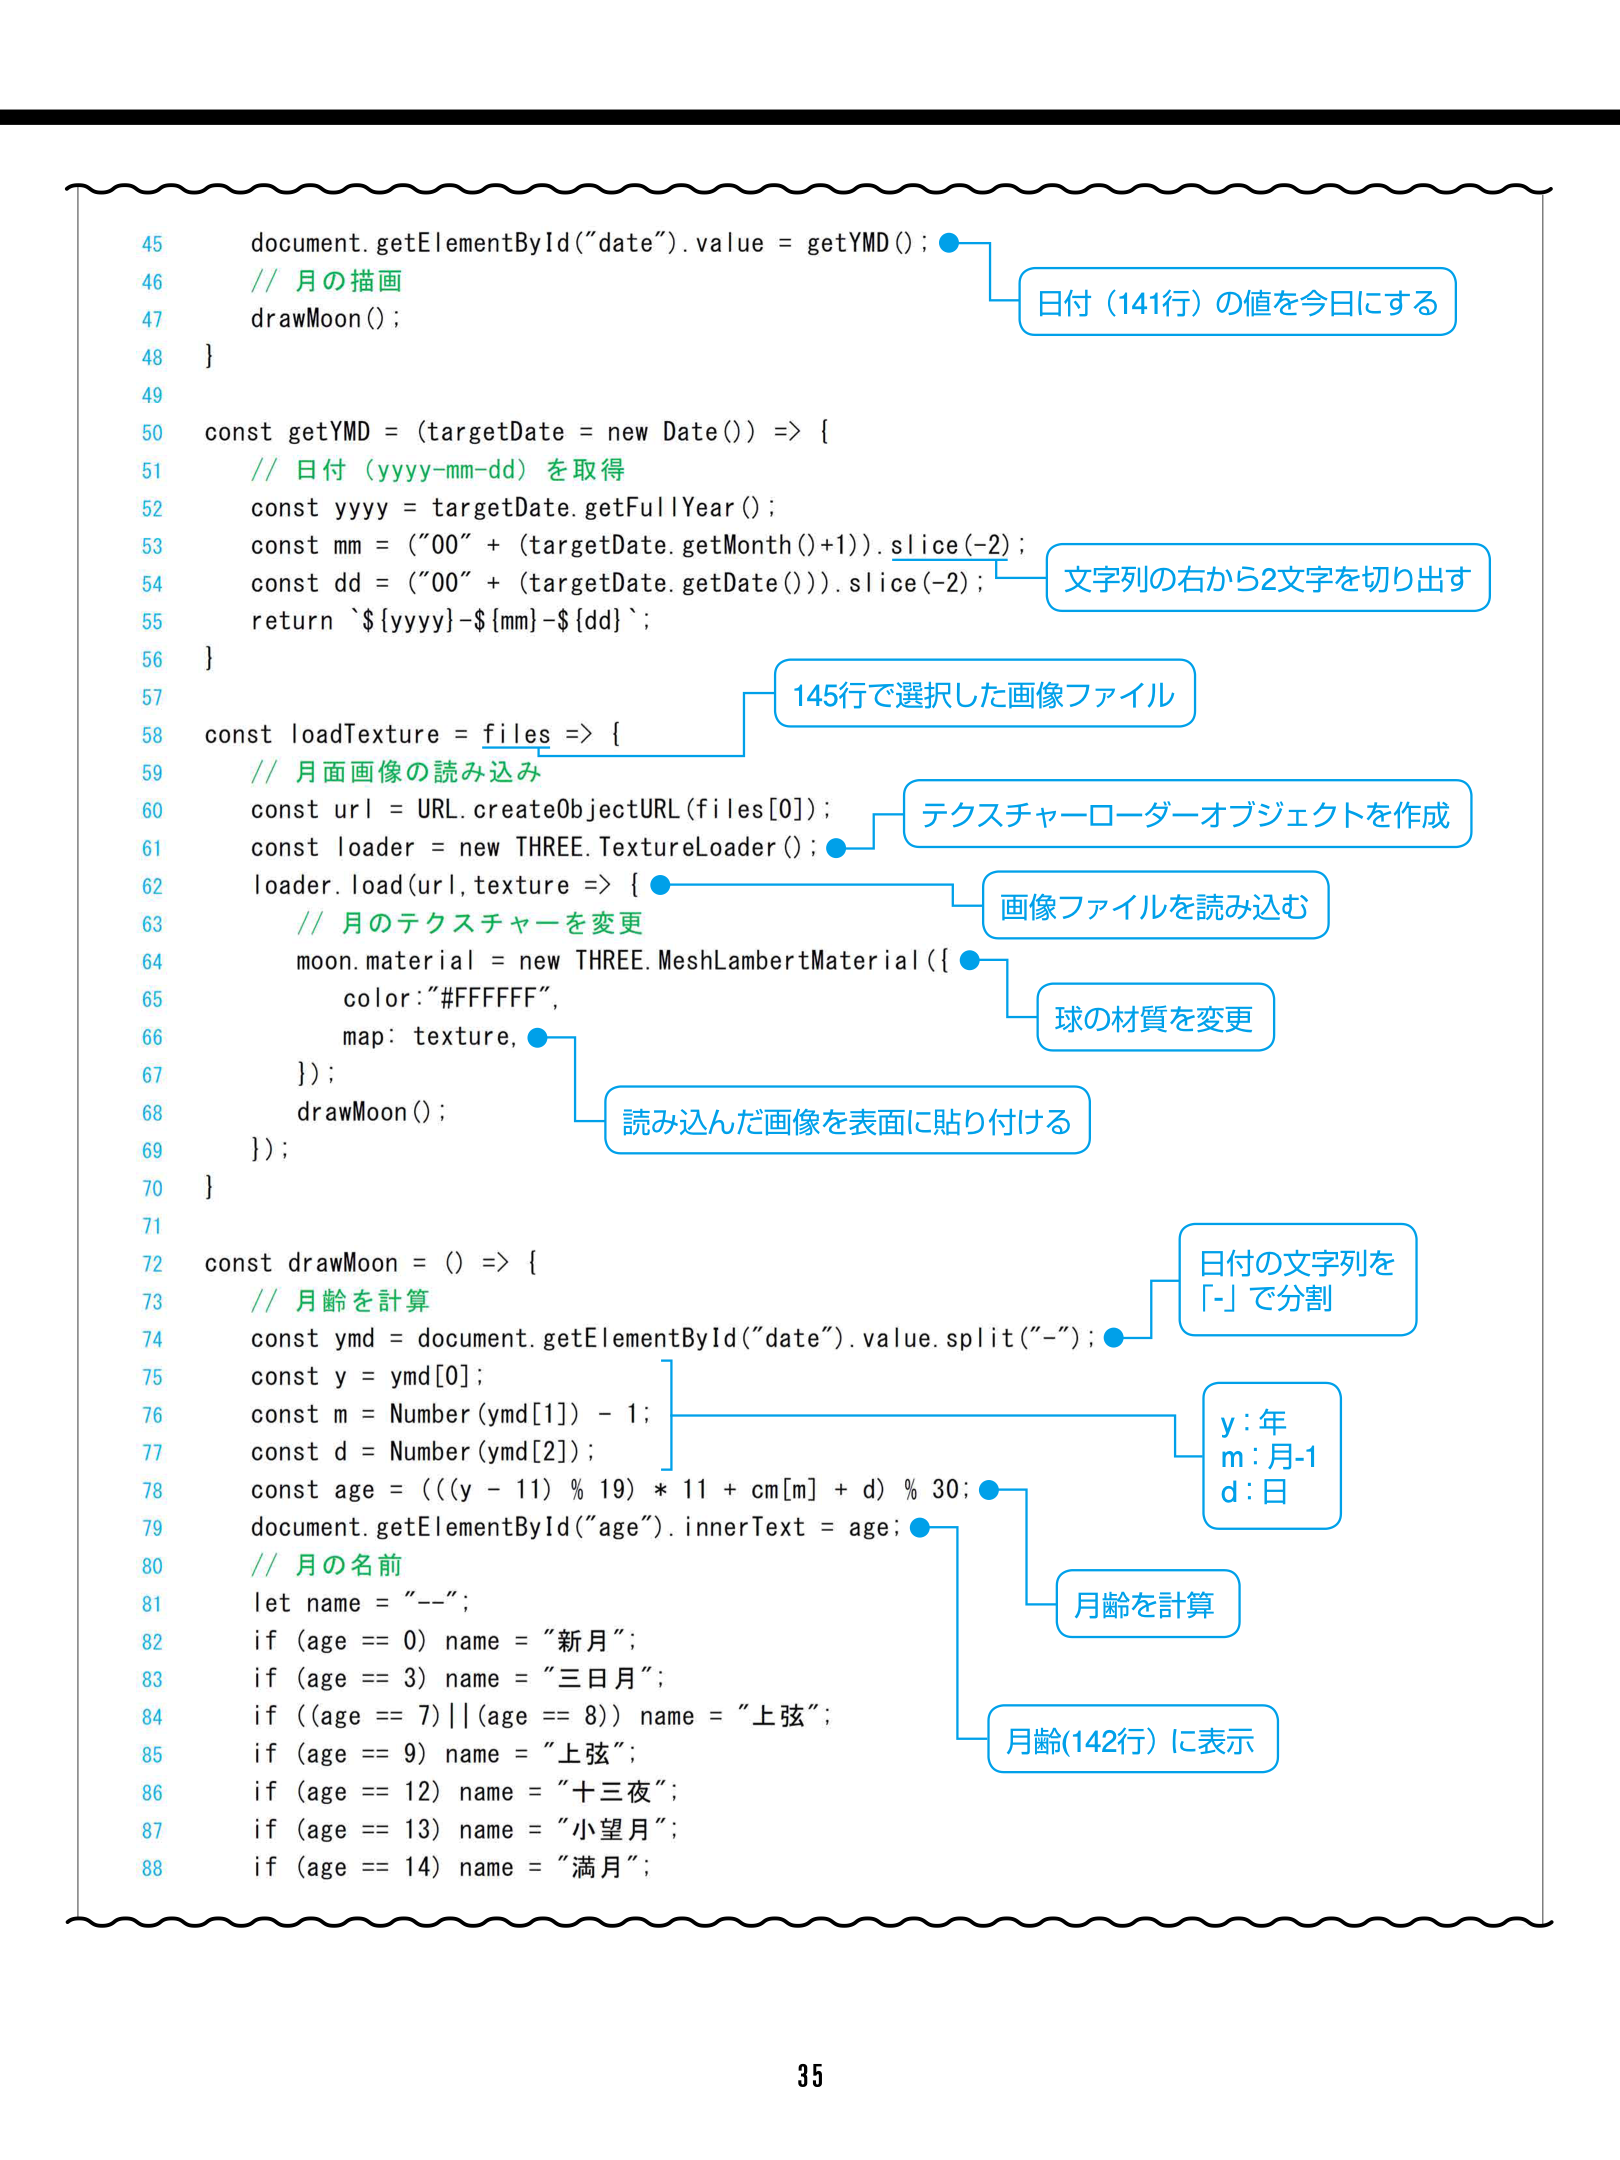 45 document.getElementById("date").value = getYMD();
日付（141行）の値を今日にする
46 // 月の描画
47 drawMoon();
48 }
49
50 const getYMD = (targetDate = new Date()) => {
51 // 日付（yyyy-mm-dd）を取得
52 const yyyy = targetDate.getFullYear();
53 const mm = ("00" + (targetDate.getMonth()+1)).slice(-2);
文字列の右から2文字を切り出す
54 const dd = ("00" + (targetDate.getDate())).slice(-2);
55 return `${yyyy}-${mm}-${dd}`;
56 }
57
145行で選択した画像ファイル
58 const loadTexture = files => {
59 // 月面画像の読み込み
60 const url = URL.createObjectURL(files[0]);
テクスチャーローダーオブジェクトを作成
61 const loader = new THREE.TextureLoader();
62 loader.load(url,texture => {
画像ファイルを読み込む
63 // 月のテクスチャーを変更
64 moon.material = new THREE.MeshLambertMaterial({
球の材質を変更
65 color:"#FFFFFF",
66 map: texture,
読み込んだ画像を表面に貼り付ける
67 });
68 drawMoon();
69 });
70 }
71
72 const drawMoon = () => {
73 // 月齢を計算
日付の文字列を
「-」で分割
74 const ymd = document.getElementById("date").value.split("-");
75 const y = ymd[0];
76 const m = Number(ymd[1]) - 1;
77 const d = Number(ymd[2]);
y：年
m：月-1
d：日
78 const age = (((y - 11) % 19) * 11 + cm[m] + d) % 30;
月齢を計算
79 document.getElementById("age").innerText = age;
月齢(142行）に表示
80 // 月の名前
81 let name = "--";
82 if (age == 0) name = "新月";
83 if (age == 3) name = "三日月";
84 if ((age == 7)||(age == 8)) name = "上弦";
85 if (age == 9) name = "上弦";
86 if (age == 12) name = "十三夜";
87 if (age == 13) name = "小望月";
88 if (age == 14) name = "満月";
35